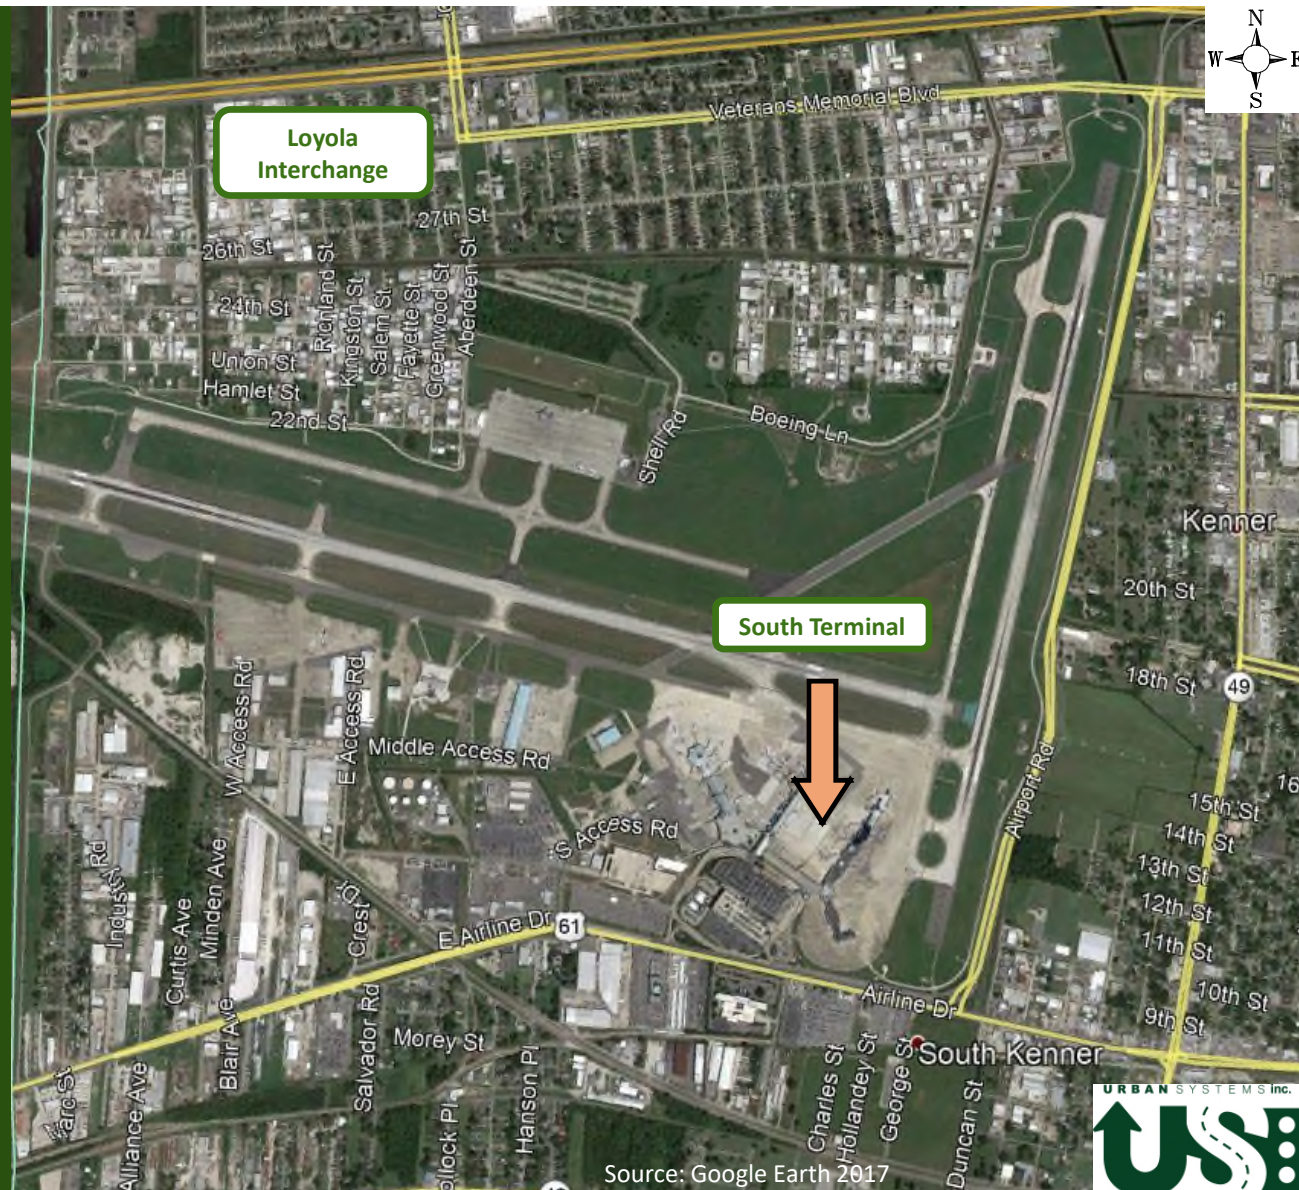 N
W E
S
Veterans Memorial Blvd
Loyola
Interchange
27th St
26th St
24th St
Richland St
Kingston St
Salem St
Fayette St
Greenwood St
Aberdeen St
Union St
Hamlet St
22nd St
Shell Rd
Boeing Ln
Kenner
20th St
South Terminal
18th St
49
W Access Rd
E Access Rd
Middle Access Rd
S Access Rd
Airport Rd
16
15th St
14th St
13th St
12th St
11th St
10th St
9th St
Industry Rd
Curtis Ave
Minden Ave
Blair Ave
Crest Dr
E Airline Dr
61
Airline Dr
Salvador Rd
Morey St
Hanson Pl
Charles St
Hollandey St
George St
South Kenner
Duncan St
Alliance Ave
URBAN SYSTEMS inc.
US
Source: Google Earth 2017